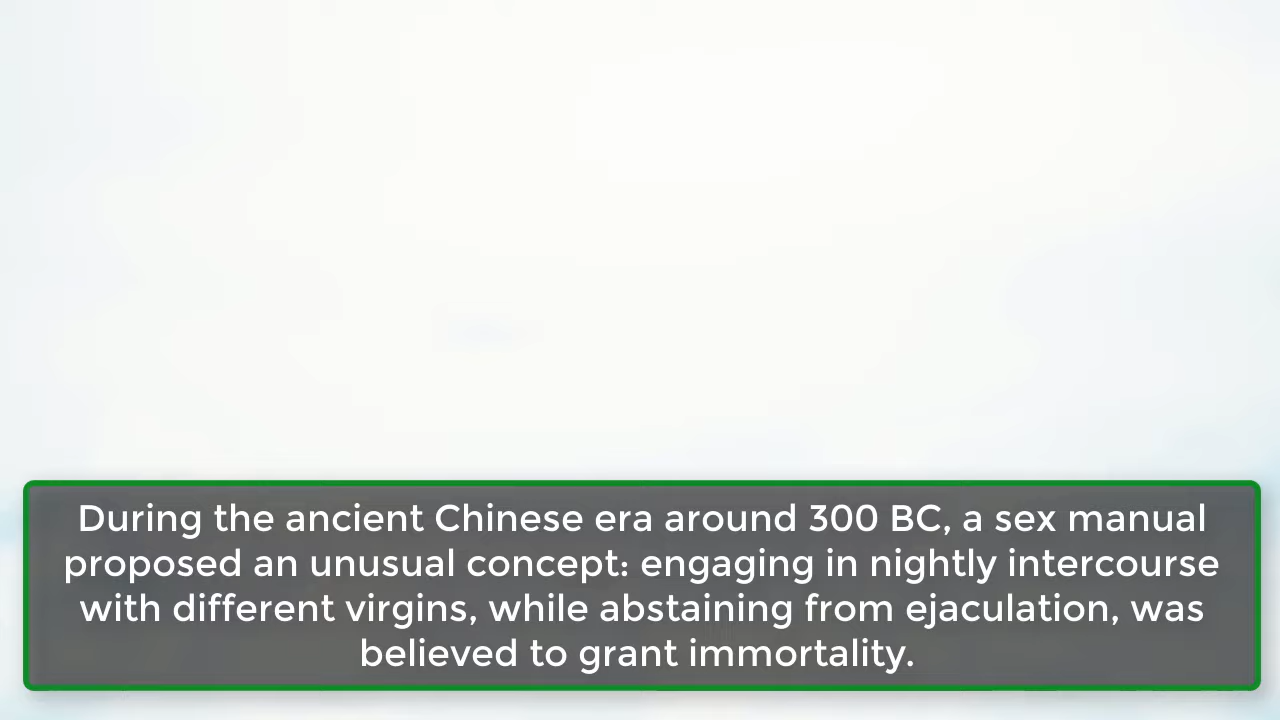 During the ancient Chinese era around 300 BC, a sex manual
proposed an unusual concept: engaging in nightly intercourse
with different virgins, while abstaining from ejaculation, was
believed to grant immortality.